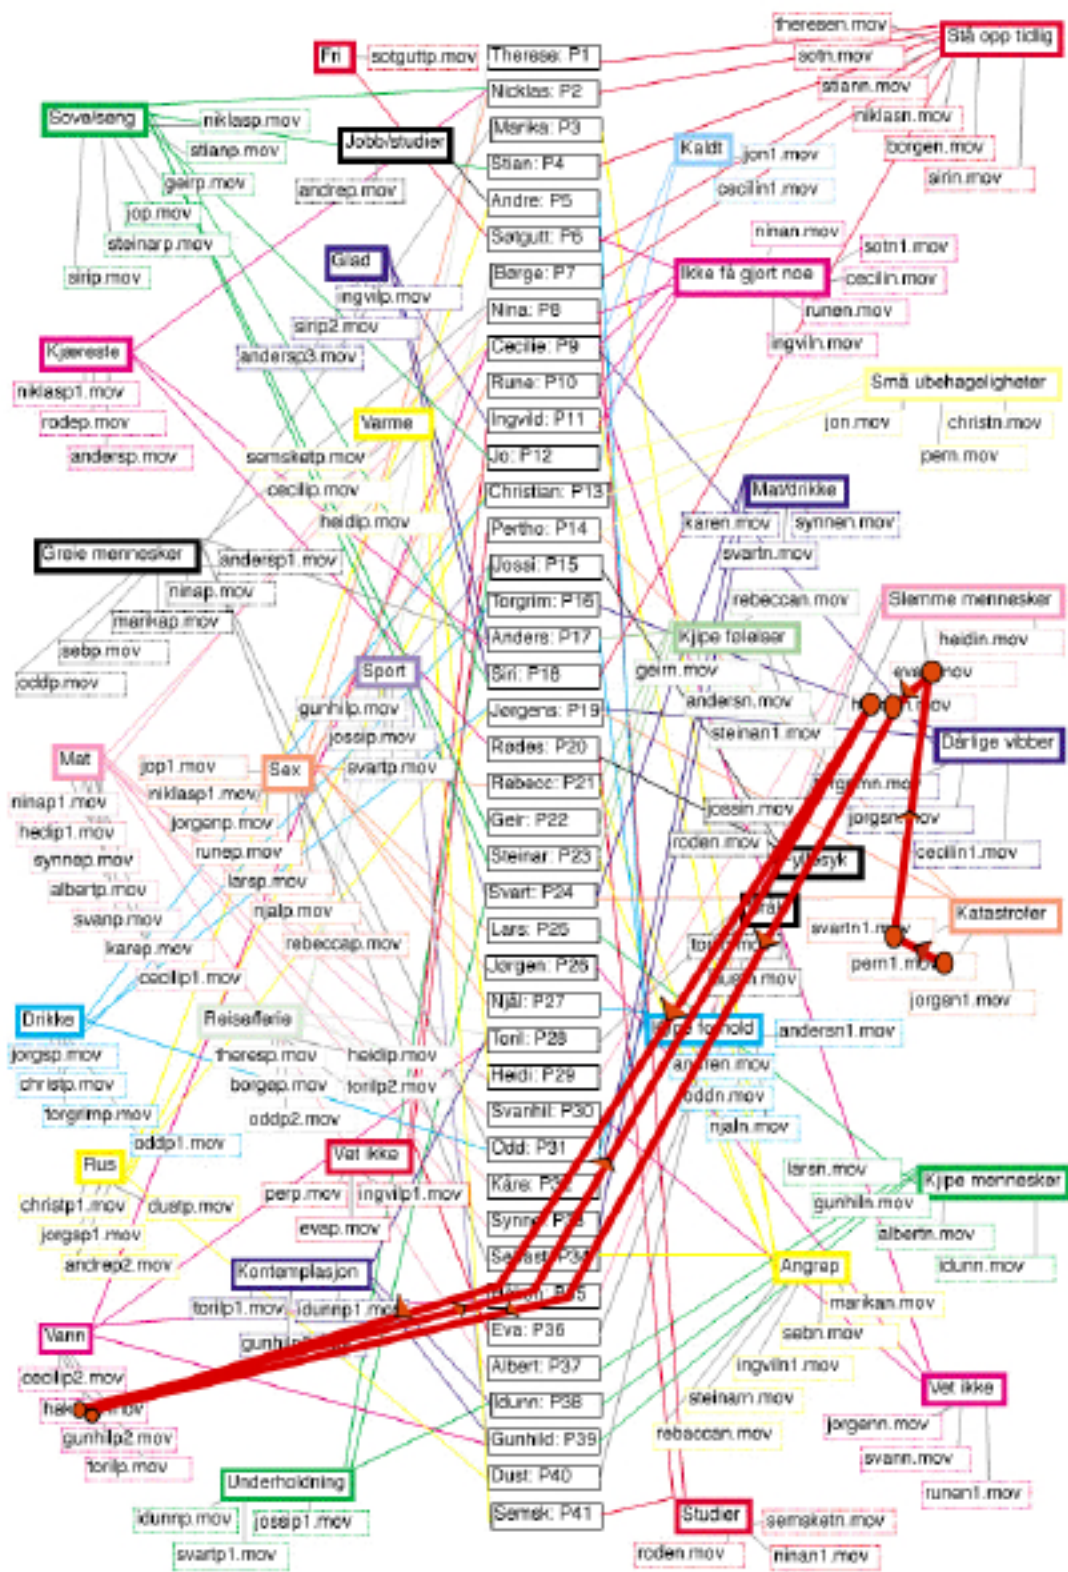 theresen.mov
Stå opp tidlig
Fri
sotguttp.mov
Therese: P1
sotn.mov
Nicklas: P2
stiann.mov
Sove/seng
niklasp.mov
Marika: P3
niklasn.mov
Jobb/studier
Kaldt
borgen.mov
stianp.mov
jon1.mov
Stian: P4
sirin.mov
geirp.mov
andrep.mov
cecilin1.mov
Andre: P5
jop.mov
ninan.mov
Søtgutt: P6
steinarp.mov
sotn1.mov
Glad
Børge: P7
Ikke få gjort noe
cecilin.mov
sirip.mov
ingvilp.mov
Nina: P8
runen.mov
sirip2.mov
ingviln.mov
Kjæreste
andersp3.mov
Cecilie: P9
Rune: P10
Små ubehageligheter
niklasp1.mov
Varme
Ingvild: P11
jon.mov
christn.mov
rodep.mov
semsketp.mov
Jo: P12
pern.mov
andersp.mov
cecilip.mov
Christian: P13
Mat/drikke
heidip.mov
karen.mov
synnen.mov
Pertho: P14
svartn.mov
Greie mennesker
andersp1.mov
Jossi: P15
ninap.mov
Torgrim: P16
rebeccan.mov
Slemme mennesker
marikap.mov
Anders: P17
Kjipe følelser
heidin.mov
sebp.mov
Sport
Siri: P18
geirn.mov
oddp.mov
gunhilp.mov
Jørgens: P19
andersn.mov
jossip.mov
steinan1.mov
Dårlige vibber
Mat
jop1.mov
Sex
svartp.mov
Rødes: P20
niklasp1.mov
Rebecc: P21
ninap1.mov
jorgenp.mov
jossin.mov
jorgsn.mov
hedip1.mov
runep.mov
Geir: P22
roden.mov
cecilin1.mov
synnep.mov
larsp.mov
Steinar: P23
albertp.mov
njalp.mov
Svart: P24
svanp.mov
Katastrofer
karep.mov
rebeccap.mov
Lars: P25
svartn1.mov
cecilip1.mov
Jørgen: P26
pern1.mov
jorgen1.mov
Drikke
Reise/ferie
Njål: P27
andersn1.mov
jorgsp.mov
theresp.mov
heidip.mov
Toril: P28
christp.mov
borgep.mov
torilp2.mov
Heidi: P29
oddn.mov
torgrimp.mov
oddp2.mov
Svanhil: P30
njaln.mov
oddp1.mov
Vet ikke
Odd: P31
Rus
larsn.mov
Kjipe mennesker
christp1.mov
dustp.mov
perp.mov
ingvilp1.mov
gunhiln.mov
jorgsp1.mov
evap.mov
albertn.mov
andrep2.mov
Kontemplasjon
Angrep
idunn.mov
torilp1.mov
marikan.mov
Vann
Eva: P36
sebn.mov
cecilip2.mov
Albert: P37
ingviln1.mov
Vet ikke
steinarn.mov
Idunn: P38
jorgenn.mov
gunhilp2.mov
Gunhild: P39
rebeccan.mov
svann.mov
torilp.mov
Underholdning
Dust: P40
runen1.mov
idunnp.mov
jossip1.mov
Semsk: P41
Studier
semsketn.mov
svartp1.mov
roden.mov
ninan1.mov